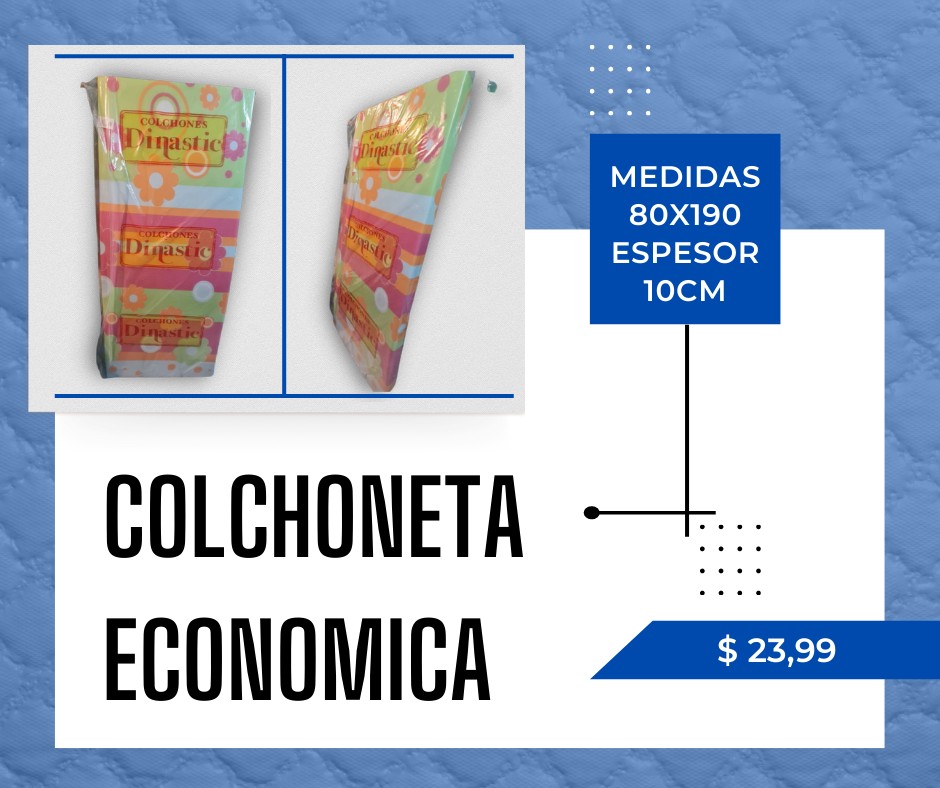 COLCHONES
Dinastic
COLCHONES
Dinastic
COLCHONES
Dinastic
COLCHONES
Dinastic
COLCHONES
Dinastic
MEDIDAS
80X190
ESPESOR
10CM
COLCHONETA
ECONOMICA
$ 23,99